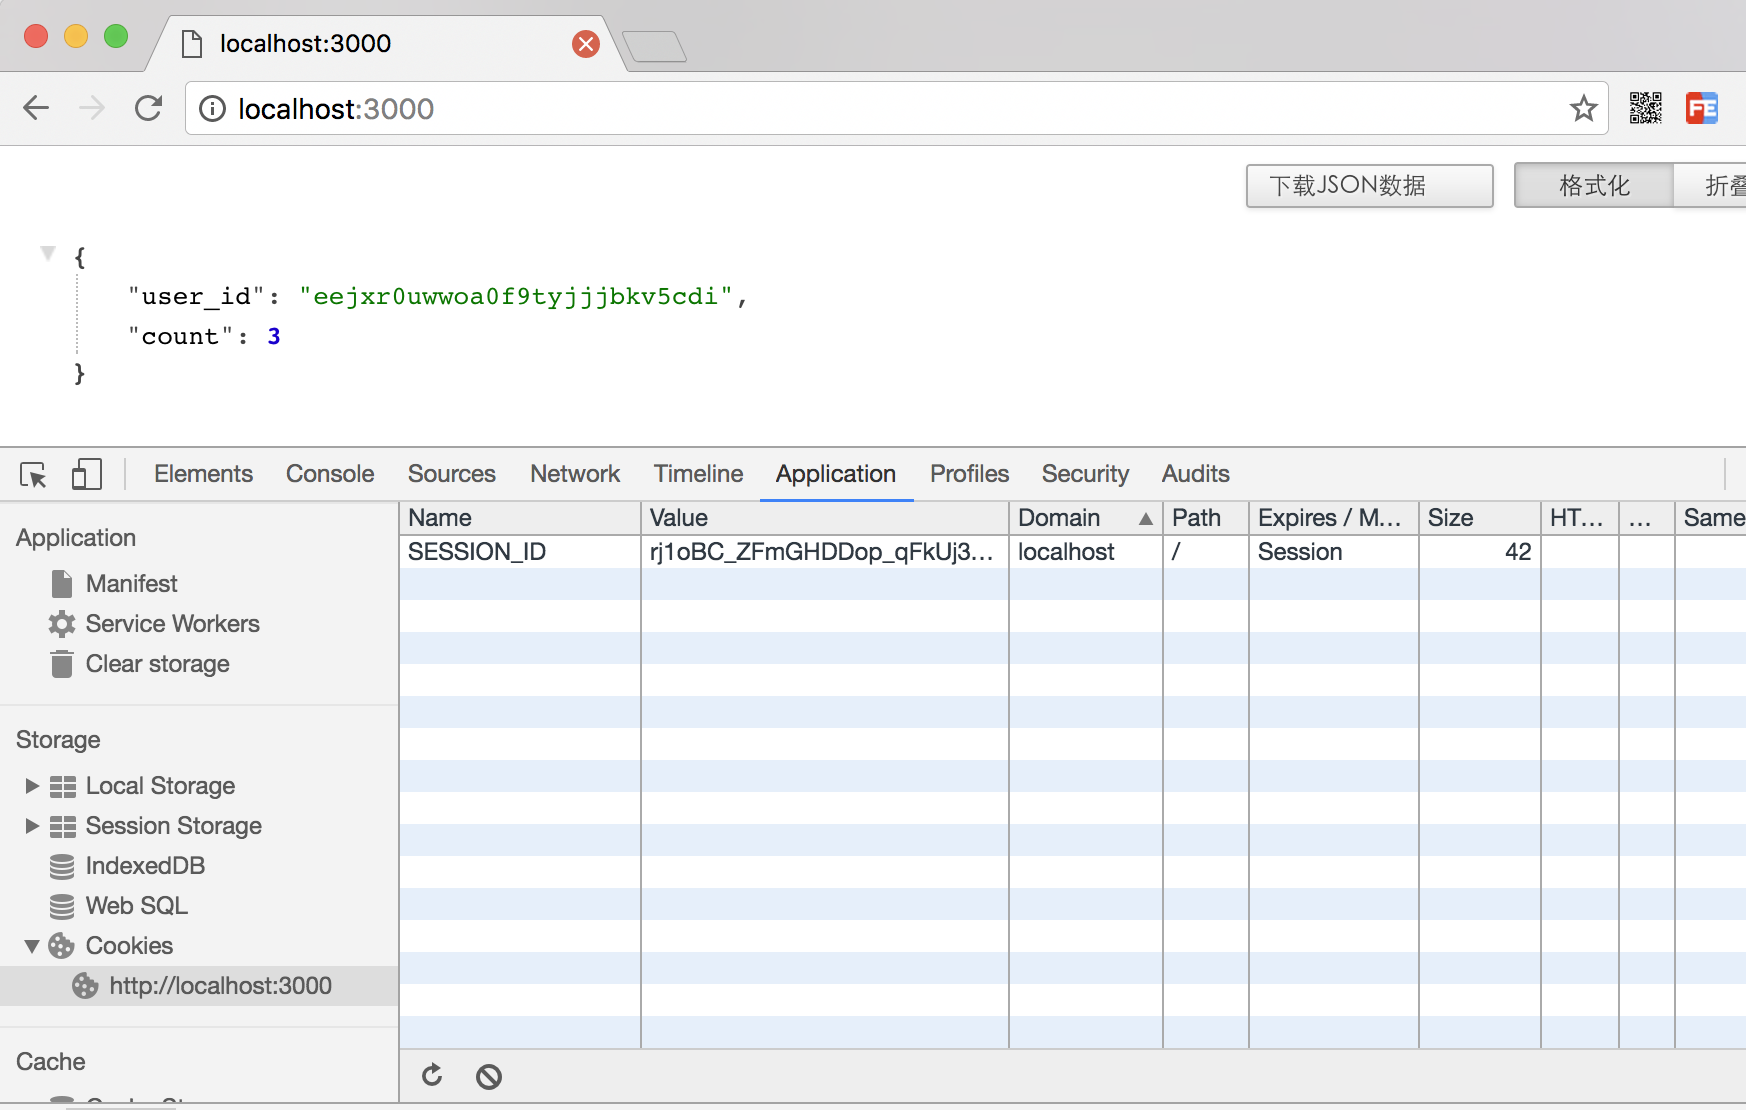 localhost:3000
localhost:3000
FE
下载JSON数据
格式化
折叠
{
"user_id": "eejxr0uwwoa0f9tyjjjbkv5cdi",
"count": 3
}
Elements Console Sources Network Timeline Application Profiles Security Audits
Application
Manifest
Service Workers
Clear storage
Storage
Local Storage
Session Storage
IndexedDB
Web SQL
Cookies
http://localhost:3000
Cache
Name Value Domain Path Expires / M... Size HT... ... Same
SESSION_ID rj1oBC_ZFmGHDDop_qFkUj3... localhost / Session 42